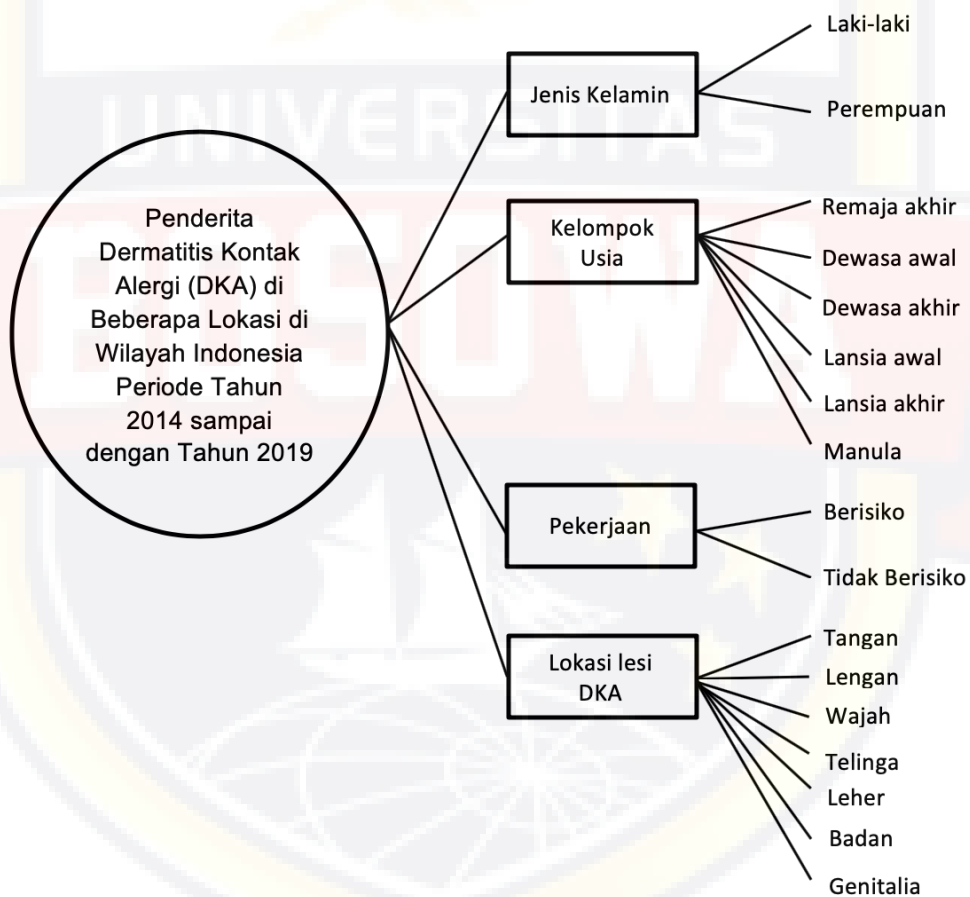 Penderita
Dermatitis Kontak
Alergi (DKA) di
Beberapa Lokasi di
Wilayah Indonesia
Periode Tahun
2014 sampai
dengan Tahun 2019
Jenis Kelamin
Laki-laki
Perempuan
Kelompok
Usia
Remaja akhir
Dewasa awal
Dewasa akhir
Lansia awal
Lansia akhir
Manula
Pekerjaan
Berisiko
Tidak Berisiko
Lokasi lesi
DKA
Tangan
Lengan
Wajah
Telinga
Leher
Badan
Genitalia
UNIVERSITAS
BOSOWA